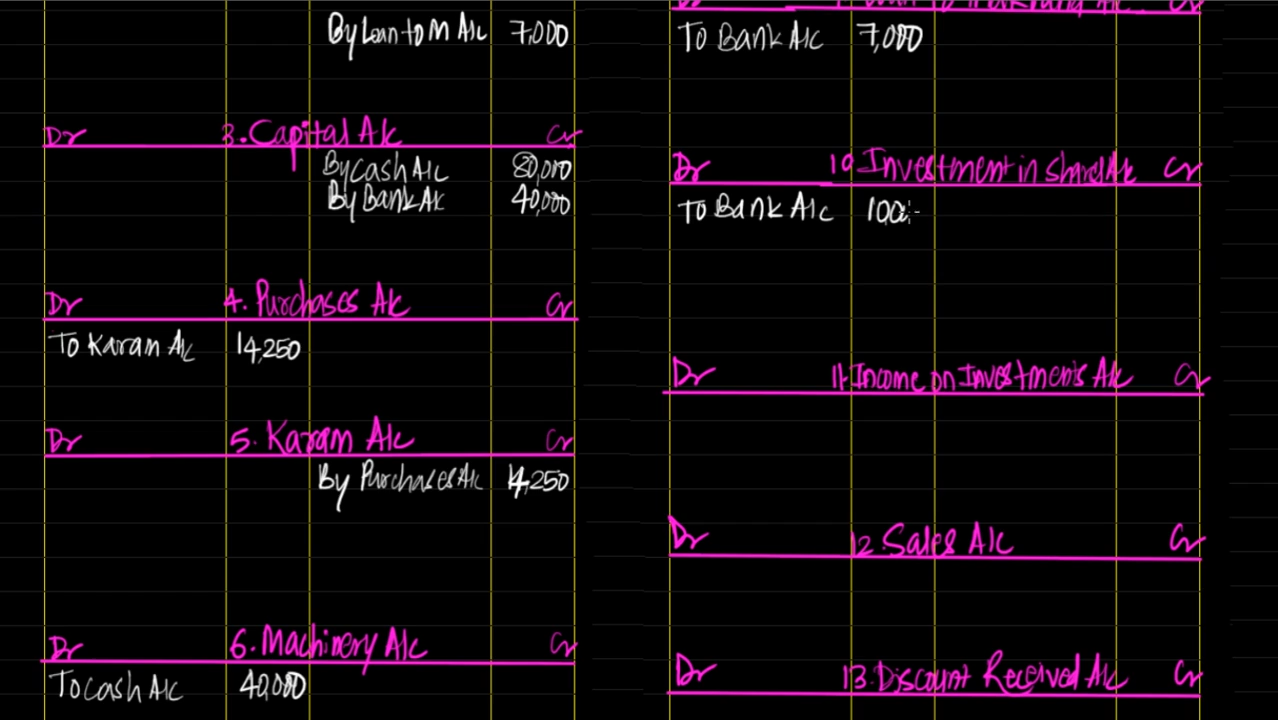 By Loan to M A/c 7,000
Dr 3. Capital A/c Cr
By Cash A/c 80,000
By Bank A/c 40,000
Dr 4. Purchases A/c Cr
To Karam A/c 14,250
Dr 5. Karam A/c Cr
By Purchases A/c 14,250
Dr 6. Machinery A/c Cr
To Cash A/c 40,000
To Bank A/c 7,000
Dr 10. Investment in Shares A/c Cr
To Bank A/c
Dr 11. Income on Investments A/c Cr
Dr 12. Sales A/c Cr
Dr 13. Discount Received A/c Cr